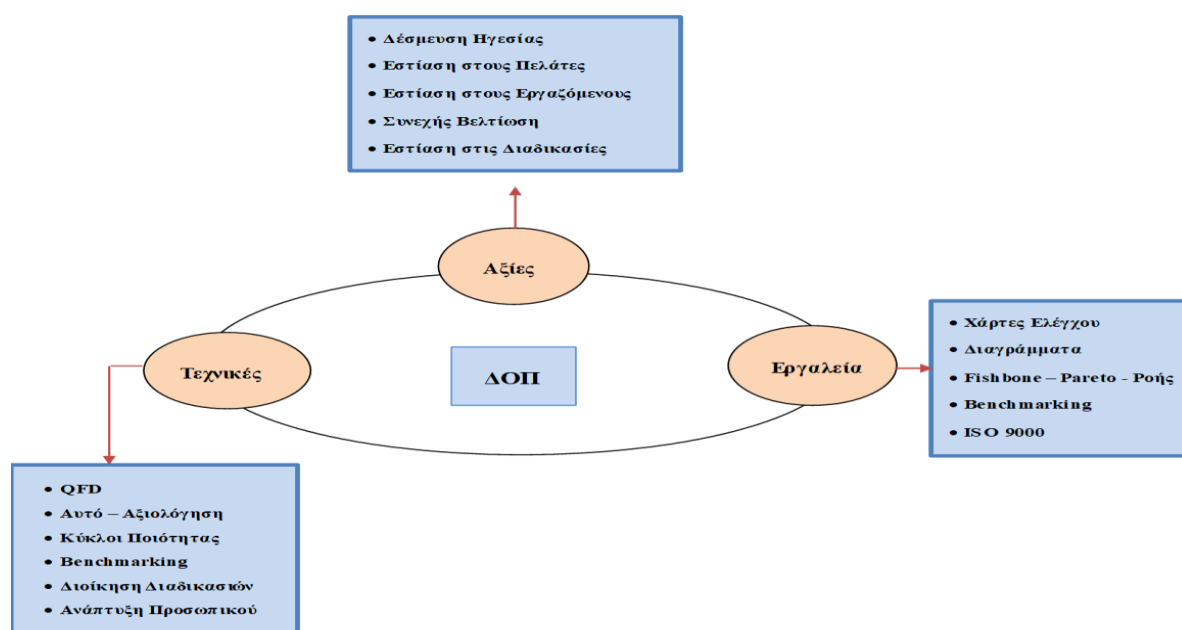 • Δέσμευση Ηγεσίας
• Εστίαση στους Πελάτες
• Εστίαση στους Εργαζόμενους
• Συνεχής Βελτίωση
• Εστίαση στις Διαδικασίες
Αξίες
Τεχνικές
ΔΟΠ
Εργαλεία
• Χάρτες Ελέγχου
• Διαγράμματα
• Fishbone – Pareto - Ροής
• Benchmarking
• ISO 9000
• QFD
• Αυτό – Αξιολόγηση
• Κύκλοι Ποιότητας
• Benchmarking
• Διοίκηση Διαδικασιών
• Ανάπτυξη Προσωπικού